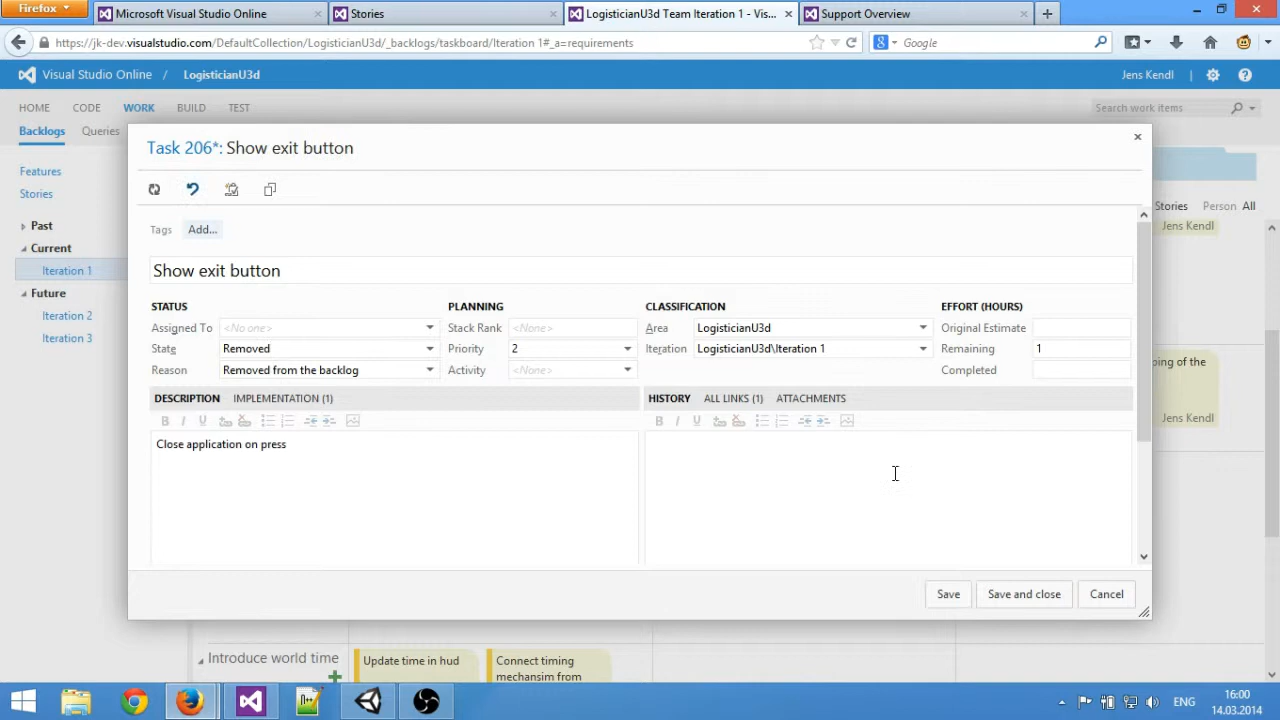 Firefox
Microsoft Visual Studio Online
Stories
LogisticianU3d Team Iteration 1 - Vis...
Support Overview
https://jk-dev.visualstudio.com/DefaultCollection/LogisticianU3d/_backlogs/taskboard/Iteration 1#_a=requirements
Google
Visual Studio Online / LogisticianU3d
Jens Kendl
HOME CODE WORK BUILD TEST
Search work items
Backlogs Queries
Features
Stories
Past
Current
Iteration 1
Future
Iteration 2
Iteration 3
Task 206*: Show exit button
Tags Add...
Show exit button
STATUS PLANNING CLASSIFICATION EFFORT (HOURS)
Assigned To <No one> Stack Rank <None> Area LogisticianU3d Original Estimate
State Removed Priority 2 Iteration LogisticianU3d\Iteration 1 Remaining 1
Reason Removed from the backlog Activity <None> Completed
DESCRIPTION IMPLEMENTATION (1) HISTORY ALL LINKS (1) ATTACHMENTS
B I U B I U
Close application on press
Save Save and close Cancel
Stories Person All
Jens Kendl
ping of the
Jens Kendl
Introduce world time
Update time in hud
Connect timing
mechansim from
ENG
16:00
14.03.2014